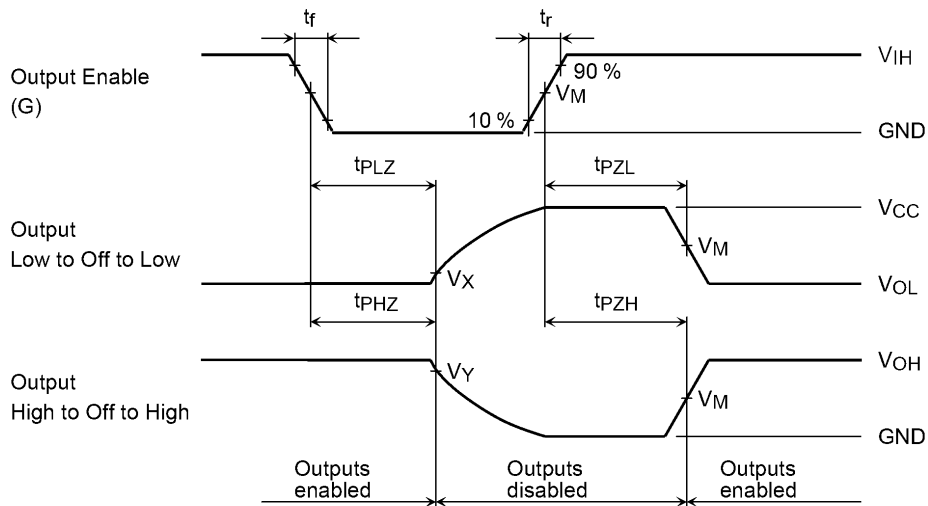 tf
tr
VIH
Output Enable
(G)
90 %
VM
10 %
GND
tPLZ
tPZL
VCC
Output
Low to Off to Low
VM
VX
VOL
tPHZ
tPZH
VOH
Output
High to Off to High
VY
VM
GND
Outputs
enabled
Outputs
disabled
Outputs
enabled